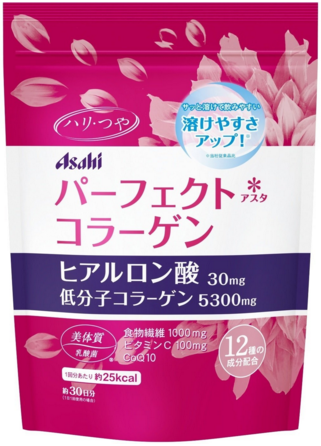 ハリ・つや
サッと溶けて飲みやすい
溶けやすさ
アップ!※
Asahi
パーフェクト*
アスタ
コラーゲン
ヒアルロン酸 30mg
低分子コラーゲン 5300mg
美体質
乳酸菌
食物繊維 1000mg
ビタミンC 100mg
CoQ10
12種の
成分配合
1回分あたり 約25kcal
約30日分